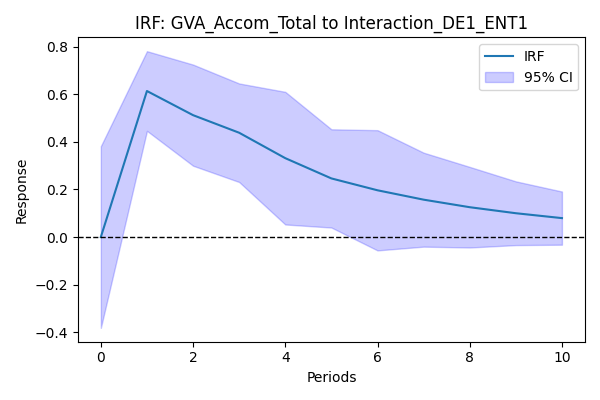 IRF: GVA_Accom_Total to Interaction_DE1_ENT1
IRF
95% CI
Response
0.8
0.6
0.4
0.2
0.0
−0.2
−0.4
0 2 4 6 8 10
Periods